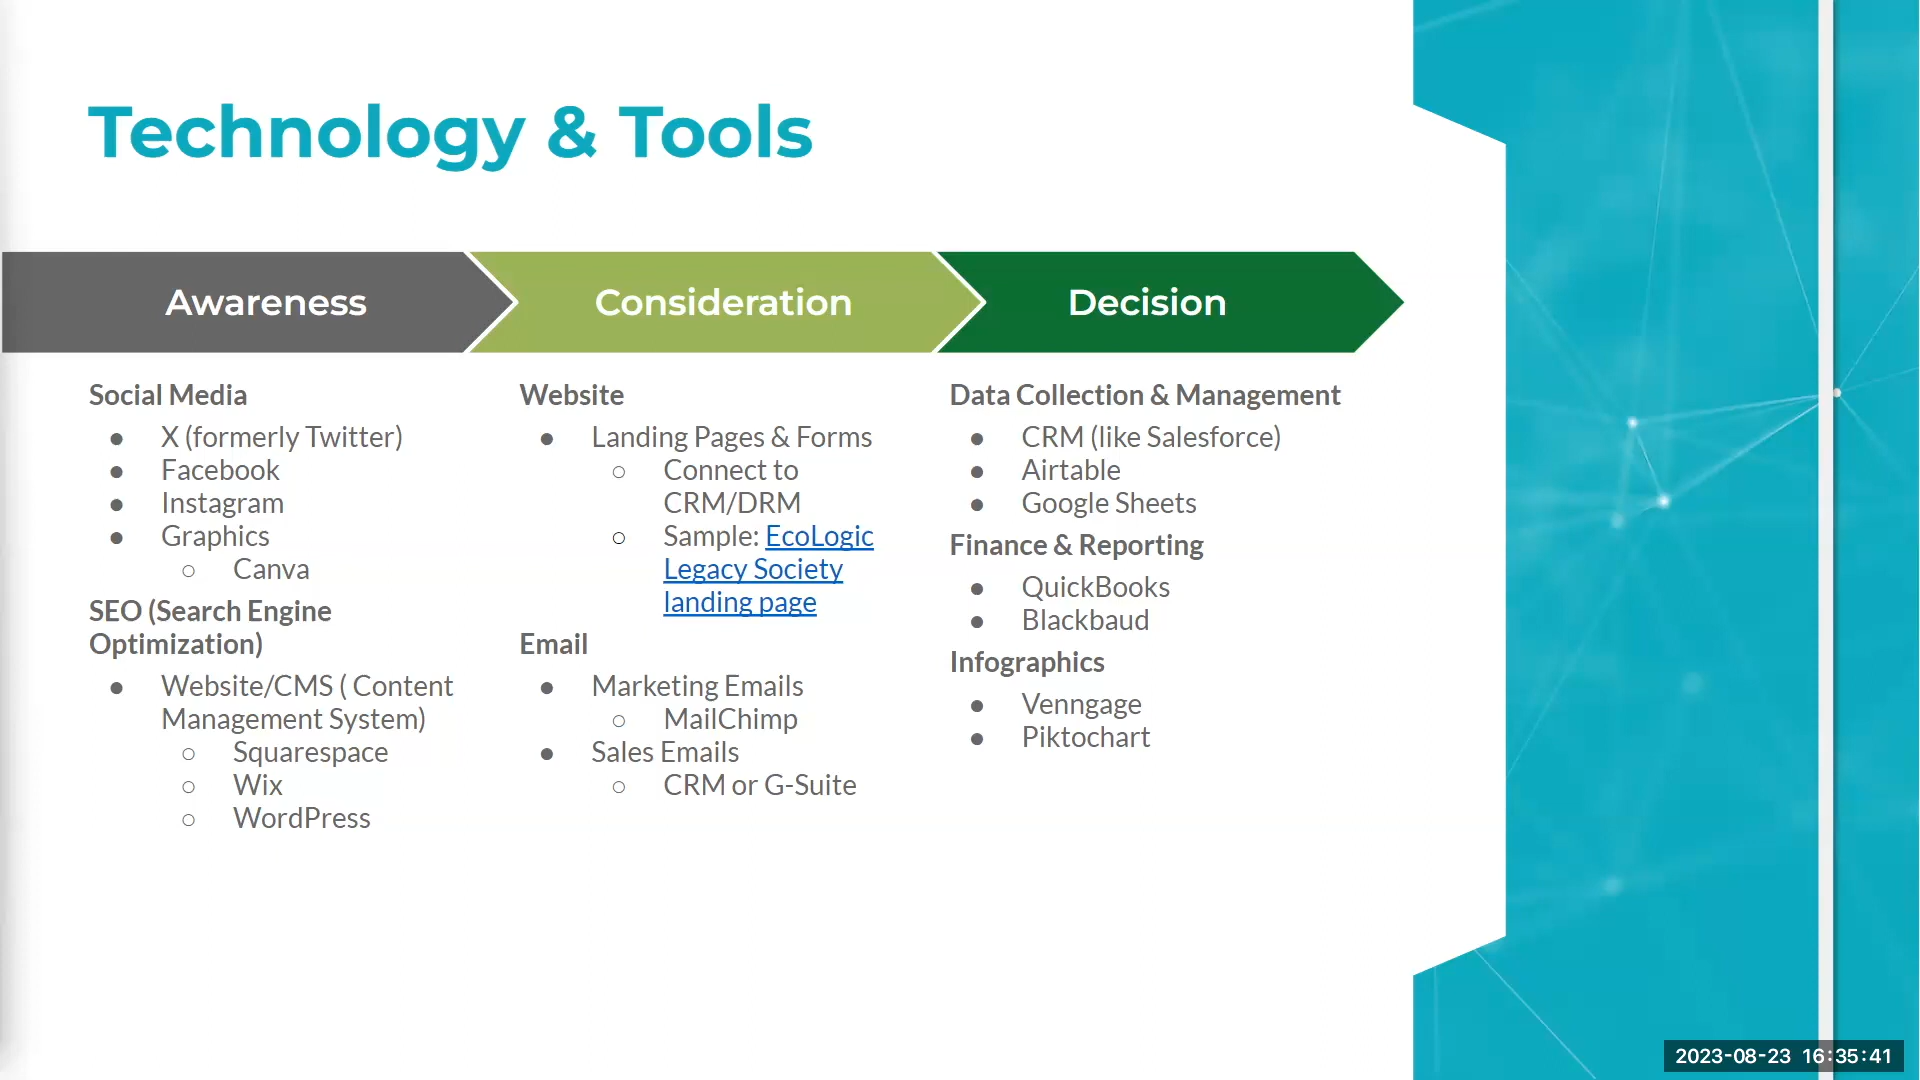 Technology & Tools
Awareness
Consideration
Decision
Social Media
● X (formerly Twitter)
● Facebook
● Instagram
● Graphics
○ Canva
SEO (Search Engine
Optimization)
● Website/CMS ( Content
Management System)
○ Squarespace
○ Wix
○ WordPress
Website
● Landing Pages & Forms
○ Connect to
CRM/DRM
○ Sample: EcoLogic
Legacy Society
landing page
Email
● Marketing Emails
○ MailChimp
● Sales Emails
○ CRM or G-Suite
Data Collection & Management
● CRM (like Salesforce)
● Airtable
● Google Sheets
Finance & Reporting
● QuickBooks
● Blackbaud
Infographics
● Venngage
● Piktochart
2023-08-23 16:35:41